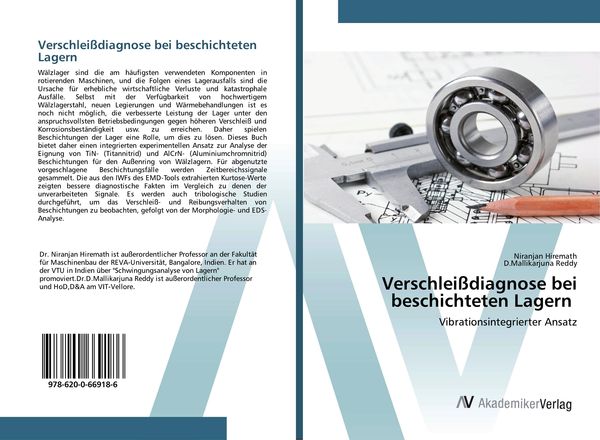 Verschleißdiagnose bei beschichteten
Lagern
Wälzlager sind die am häufigsten verwendeten Komponenten in
rotierenden Maschinen, und die Folgen eines Lagerausfalls sind die
Ursache für erhebliche wirtschaftliche Verluste und katastrophale
Ausfälle. Selbst mit der Verfügbarkeit von hochwertigem
Wälzlagerstahl, neuen Legierungen und Wärmebehandlungen ist es
noch nicht möglich, die verbesserte Leistung der Lager unter den
anspruchsvollsten Betriebsbedingungen gegen höheren Verschleiß und
Korrosionsbeständigkeit usw. zu erreichen. Daher spielen
Beschichtungen der Lager eine Rolle, um dies zu lösen. Dieses Buch
bietet daher einen integrierten experimentellen Ansatz zur Analyse der
Eignung von TiN- (Titannitrid) und AlCrN- (Aluminiumchromnitrid)
Beschichtungen für den Außenring von Wälzlagern. Für abgenutzte
vorgeschlagene Beschichtungsfälle werden Zeitbereichssignale
gesammelt. Die aus den IWFs des EMD-Tools extrahierten Kurtose-Werte
zeigten bessere diagnostische Fakten im Vergleich zu denen der
unverarbeiteten Signale. Es werden auch tribologische Studien
durchgeführt, um das Verschleiß- und Reibungsverhalten von
Beschichtungen zu beobachten, gefolgt von der Morphologie- und EDS-
Analyse.
Dr. Niranjan Hiremath ist außerordentlicher Professor an der Fakultät
für Maschinenbau der REVA-Universität, Bangalore, Indien. Er hat an
der VTU in Indien über "Schwingungsanalyse von Lagern"
promoviert.Dr.D.Mallikarjuna Reddy ist außerordentlicher Professor
und HoD,D&A am VIT-Vellore.
978-620-0-66918-6
Niranjan Hiremath
D.Mallikarjuna Reddy
Verschleißdiagnose bei
beschichteten Lagern
Vibrationsintegrierter Ansatz
AV AkademikerVerlag